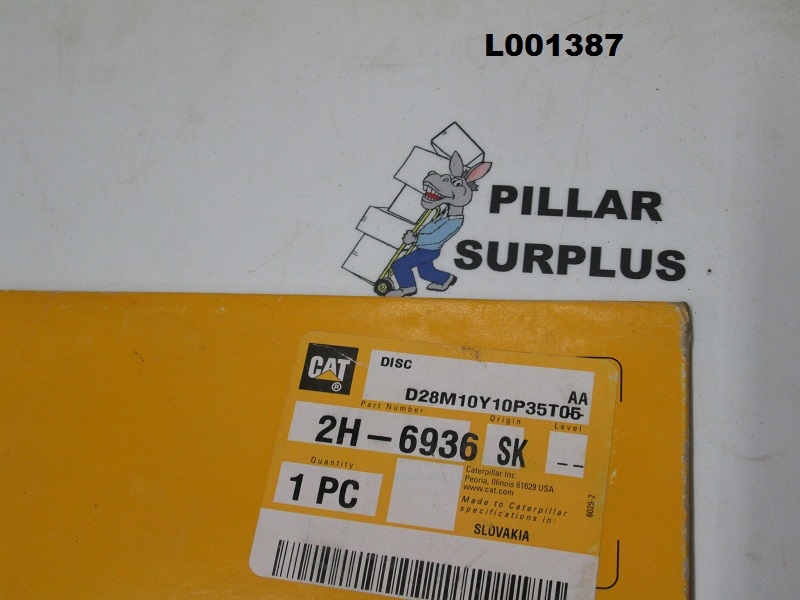 L001387
PILLAR
SURPLUS
CAT
®
DISC
AA
D28M10Y10P35T05
Part Number
Origin
Level
2H-6936
SK
--
Quantity
1 PC
Caterpillar Inc.
Peoria, Illinois 61629 USA
www.cat.com
Made to Caterpillar
specifications in:
SLOVAKIA
6029-2